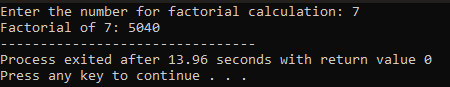 Enter the number for factorial calculation: 7
Factorial of 7: 5040
--------------------------------
Process exited after 13.96 seconds with return value 0
Press any key to continue . . .